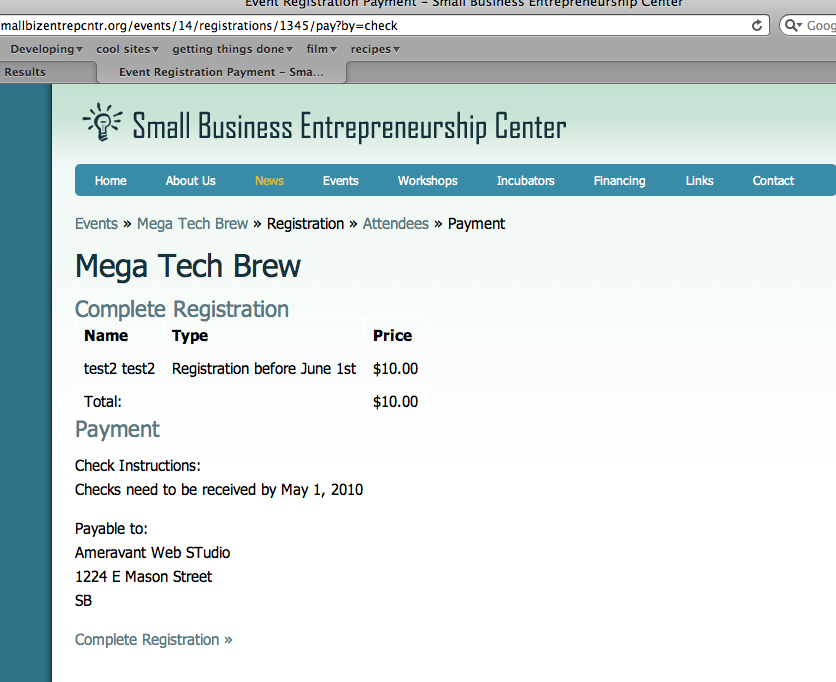 Event Registration Payment – Small Business Entrepreneurship Center
mallbizentrepcntr.org/events/14/registrations/1345/pay?by=check
Goog
Developing cool sites getting things done film recipes
Results Event Registration Payment – Sma...
Small Business Entrepreneurship Center
Home About Us News Events Workshops Incubators Financing Links Contact
Events » Mega Tech Brew » Registration » Attendees » Payment
Mega Tech Brew
Complete Registration
Name Type Price
test2 test2 Registration before June 1st $10.00
Total: $10.00
Payment
Check Instructions:
Checks need to be received by May 1, 2010
Payable to:
Ameravant Web STudio
1224 E Mason Street
SB
Complete Registration »